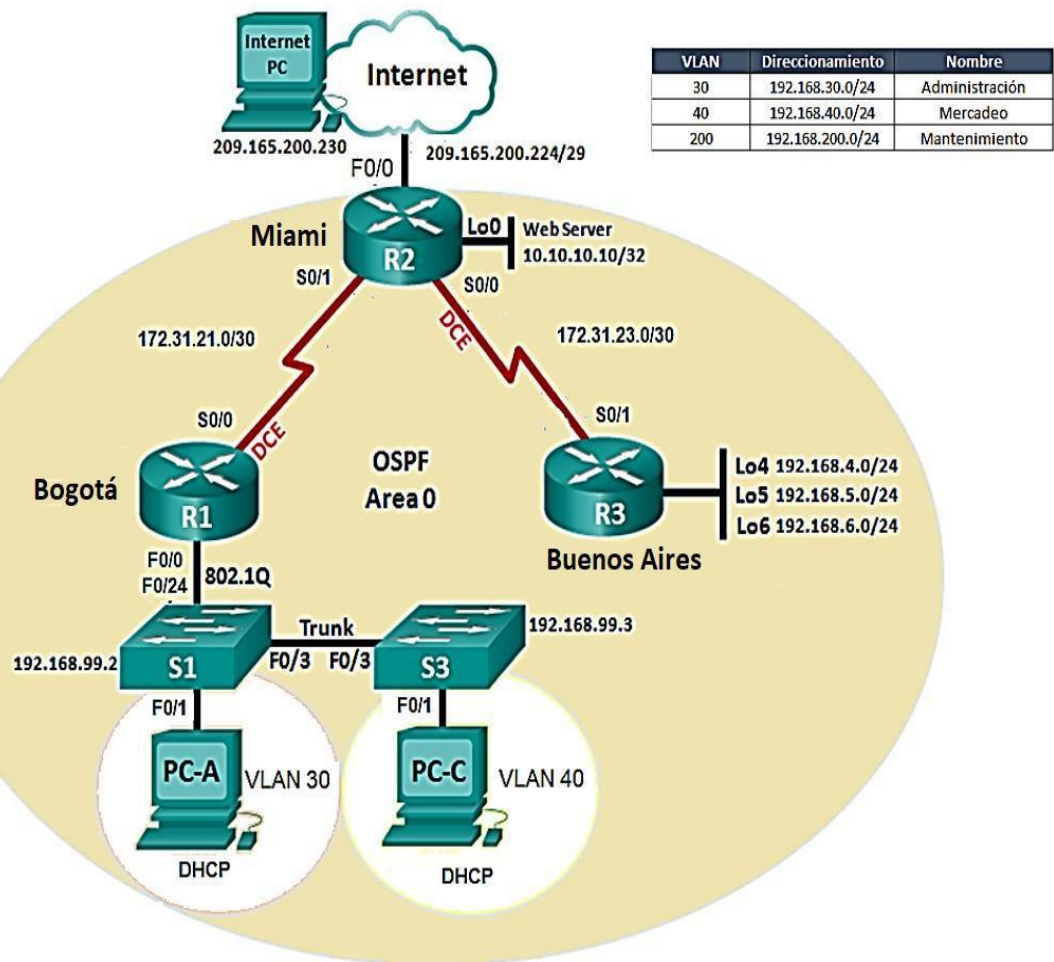 Internet
PC
Internet
209.165.200.230
209.165.200.224/29
F0/0
VLAN Direccionamiento Nombre
30 192.168.30.0/24 Administración
40 192.168.40.0/24 Mercadeo
200 192.168.200.0/24 Mantenimiento
Miami
R2
Lo0
Web Server
10.10.10.10/32
S0/1
S0/0
DCE
172.31.21.0/30
172.31.23.0/30
S0/0
DCE
S0/1
Bogotá
R1
OSPF
Area 0
R3
Buenos Aires
Lo4 192.168.4.0/24
Lo5 192.168.5.0/24
Lo6 192.168.6.0/24
F0/0
F0/24
802.1Q
192.168.99.2
S1
Trunk
F0/3 F0/3
S3
192.168.99.3
F0/1
F0/1
PC-A
VLAN 30
DHCP
PC-C
VLAN 40
DHCP